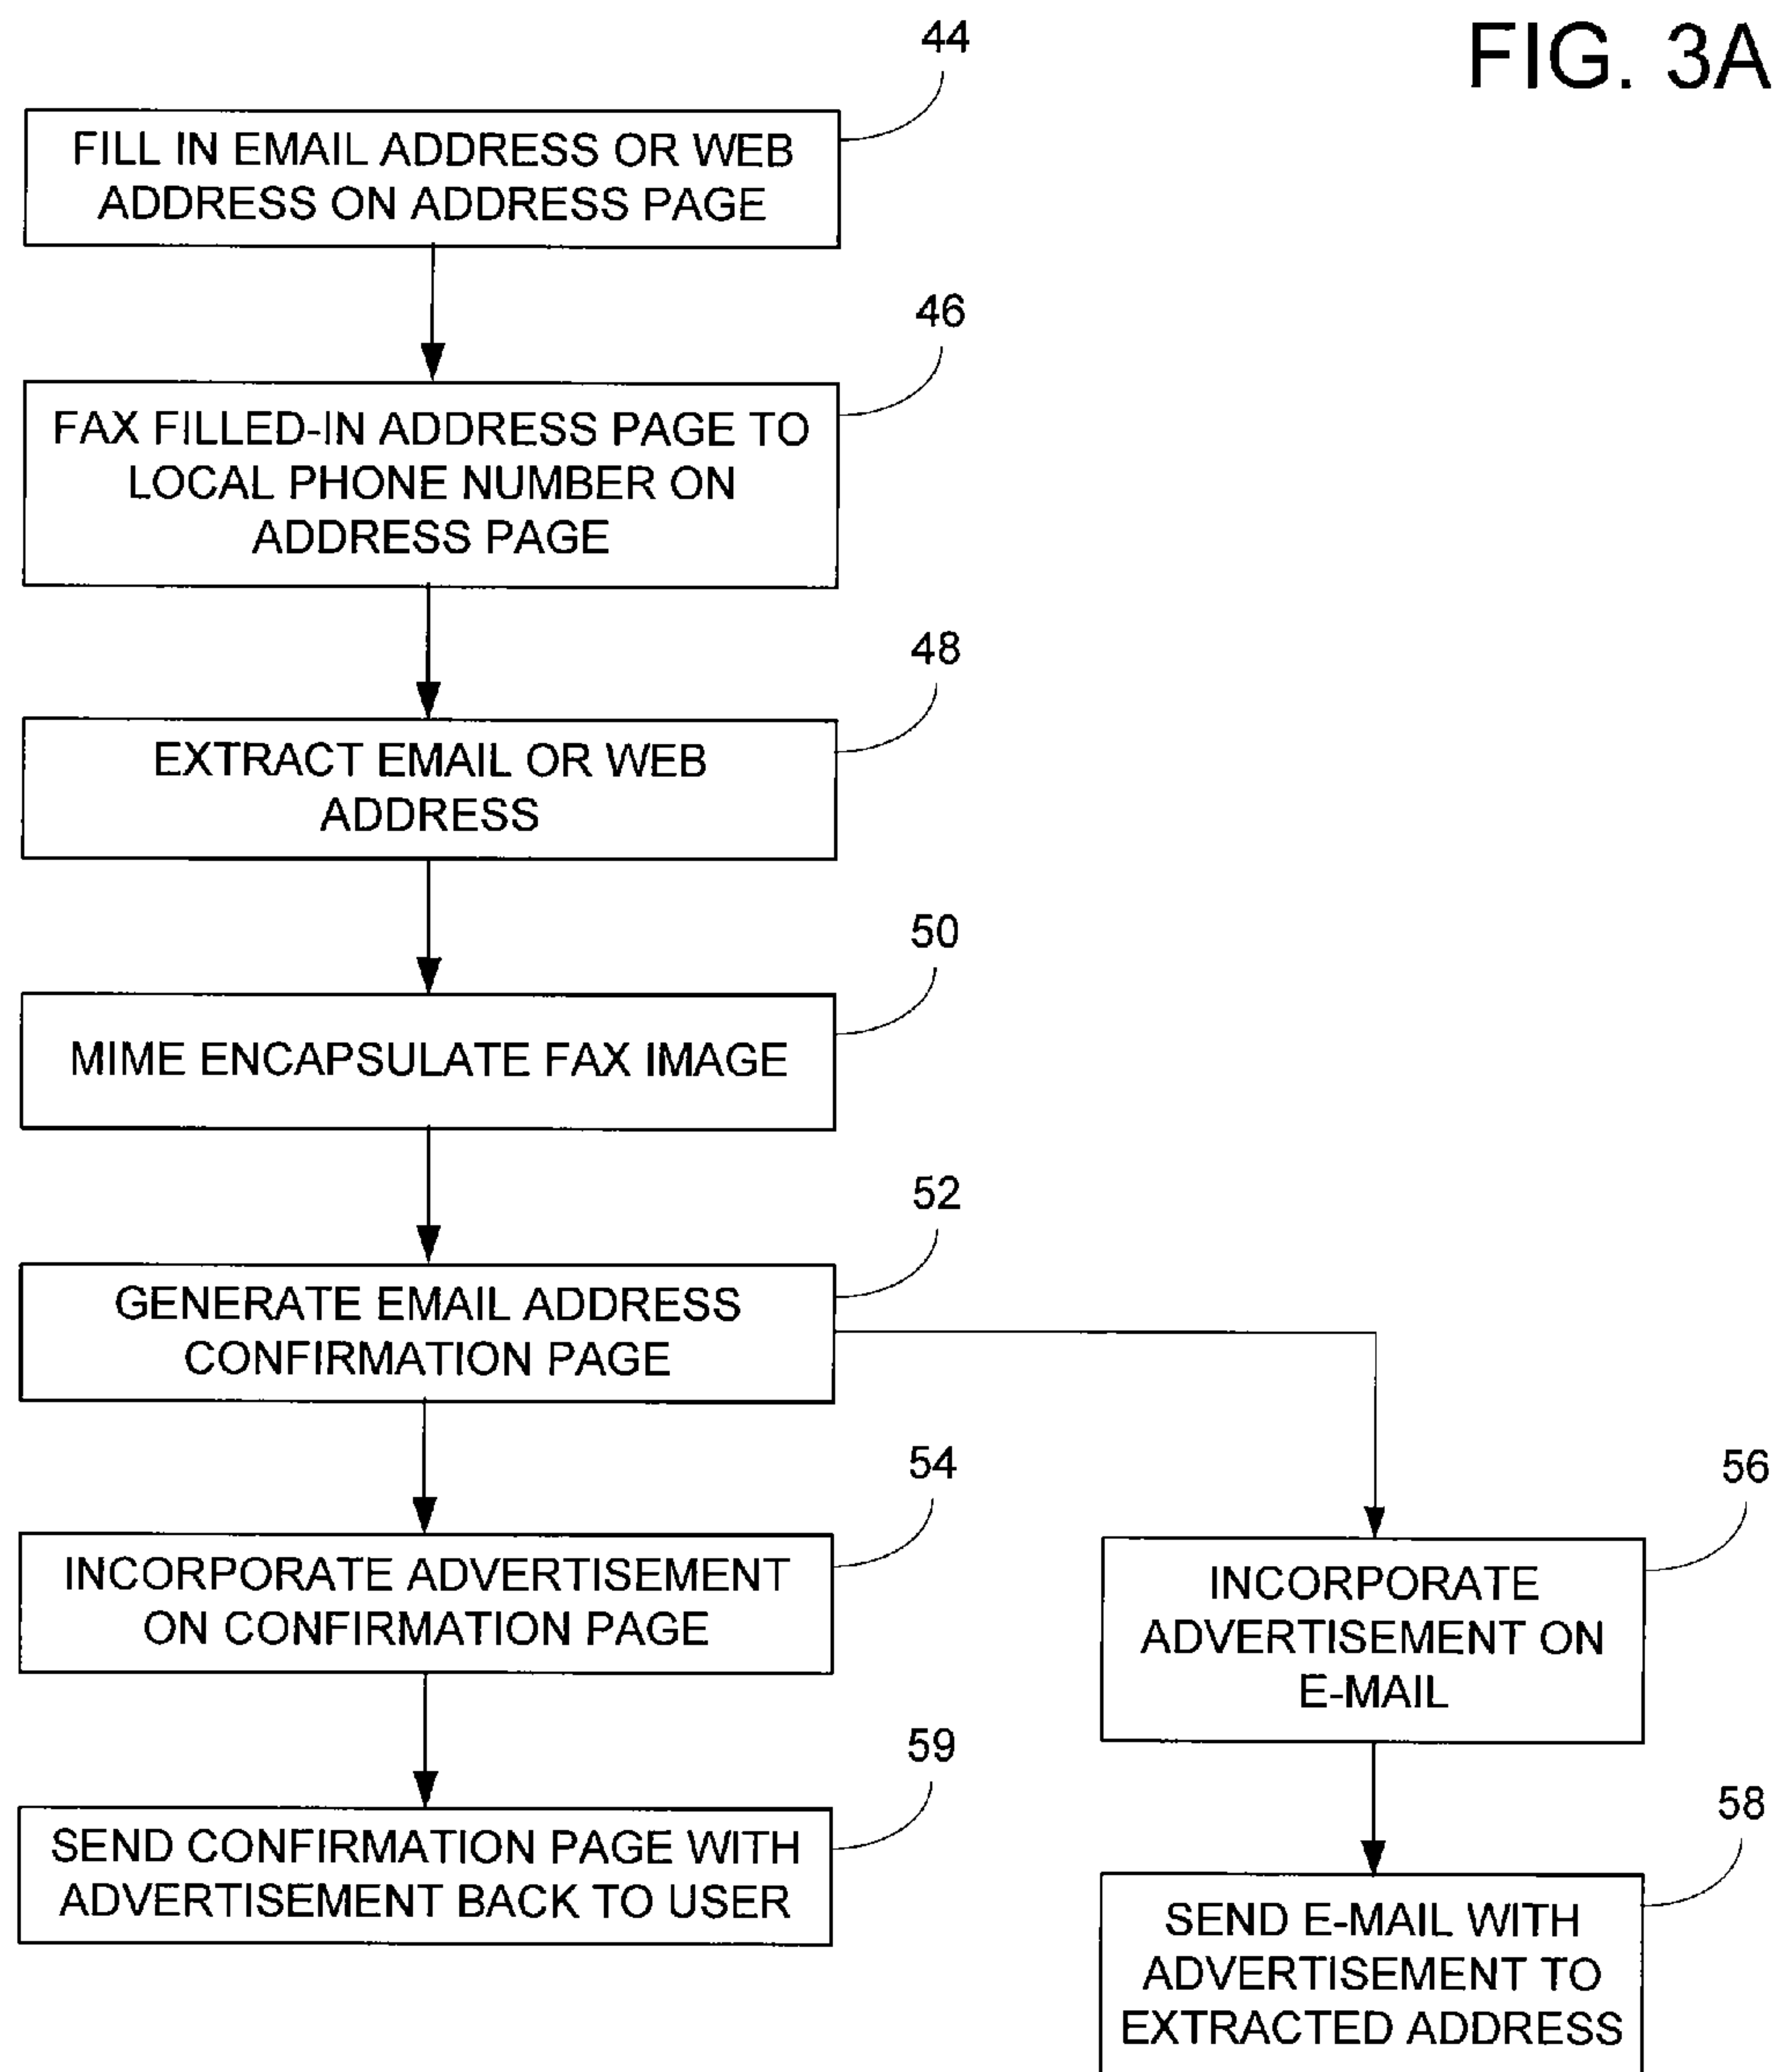 FIG. 3A
44
FILL IN EMAIL ADDRESS OR WEB
ADDRESS ON ADDRESS PAGE
46
FAX FILLED-IN ADDRESS PAGE TO
LOCAL PHONE NUMBER ON
ADDRESS PAGE
48
EXTRACT EMAIL OR WEB
ADDRESS
50
MIME ENCAPSULATE FAX IMAGE
52
GENERATE EMAIL ADDRESS
CONFIRMATION PAGE
54
INCORPORATE ADVERTISEMENT
ON CONFIRMATION PAGE
56
INCORPORATE
ADVERTISEMENT ON
E-MAIL
59
SEND CONFIRMATION PAGE WITH
ADVERTISEMENT BACK TO USER
58
SEND E-MAIL WITH
ADVERTISEMENT TO
EXTRACTED ADDRESS